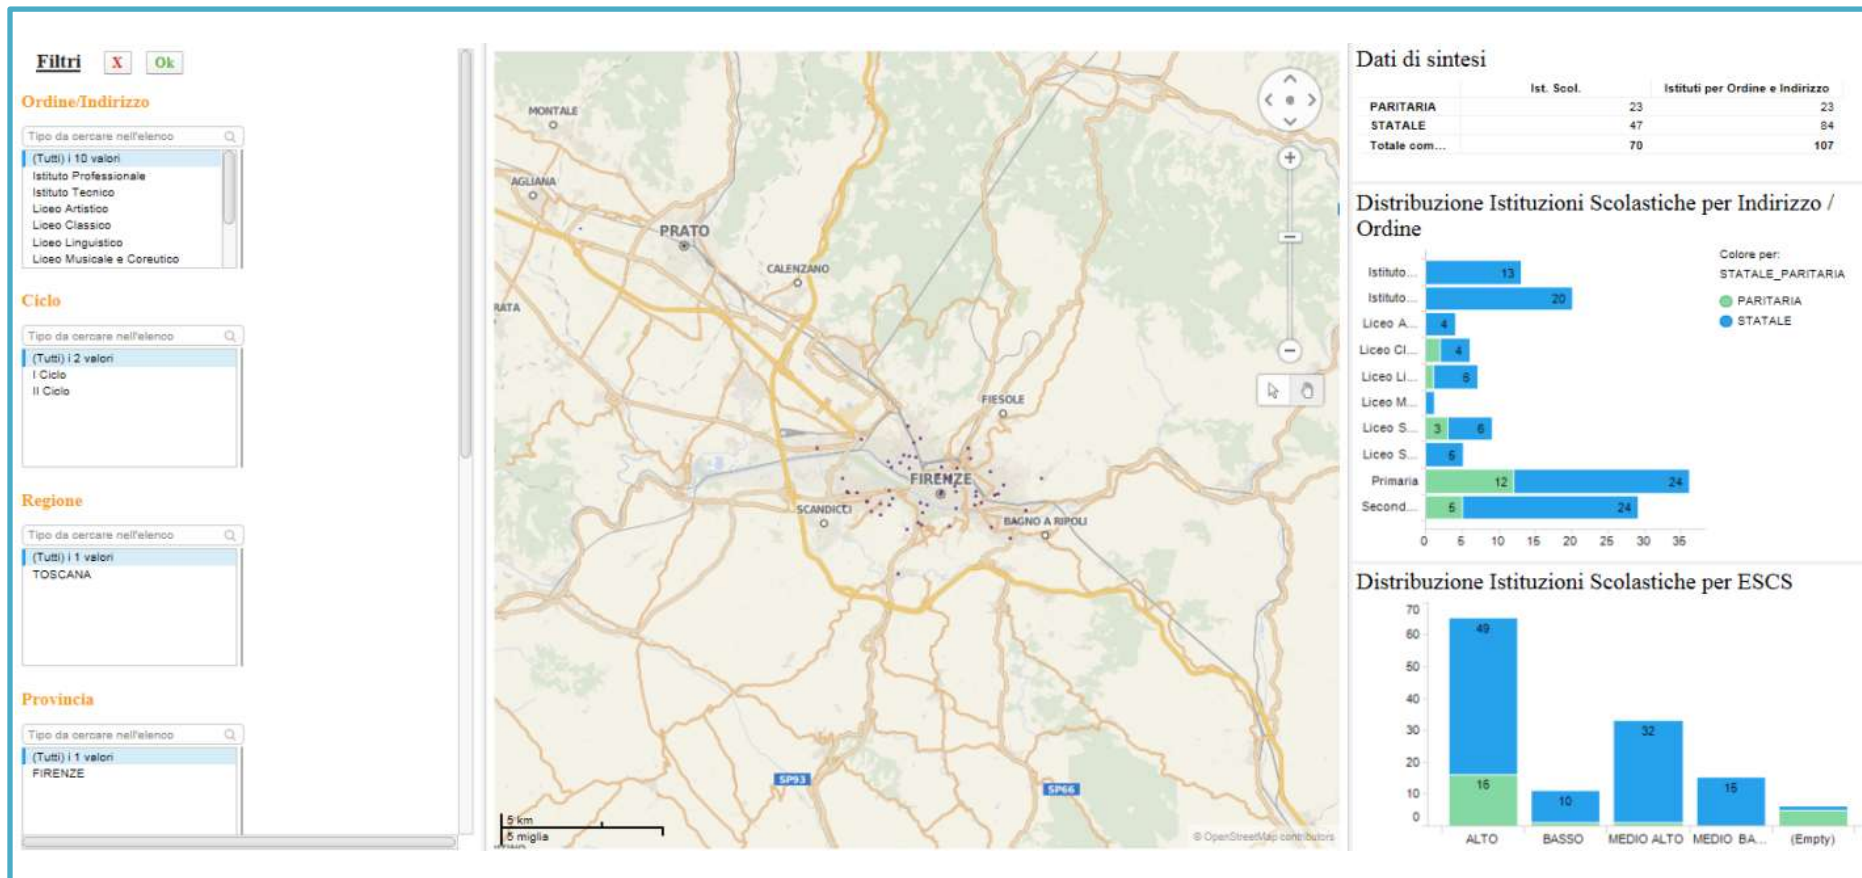 Filtri
X
Ok
Ordine/Indirizzo
Tipo da cercare nell'elenco
(Tutti) i 10 valori
Istituto Professionale
Istituto Tecnico
Liceo Artistico
Liceo Classico
Liceo Linguistico
Liceo Musicale e Coreutico
Ciclo
Tipo da cercare nell'elenco
(Tutti) i 2 valori
I Ciclo
II Ciclo
Regione
Tipo da cercare nell'elenco
(Tutti) i 1 valori
TOSCANA
Provincia
Tipo da cercare nell'elenco
(Tutti) i 1 valori
FIRENZE
MONTALE
AGLIANA
PRATO
CALENZANO
RATA
FIESOLE
FIRENZE
SCANDICCI
BAGNO A RIPOLI
SP93
SP66
5 km
5 miglia
© OpenStreetMap contributors
Dati di sintesi
Ist. Scol. Istituti per Ordine e Indirizzo
PARITARIA 23 23
STATALE 47 84
Totale com... 70 107
Distribuzione Istituzioni Scolastiche per Indirizzo /
Ordine
Colore per:
STATALE_PARITARIA
PARITARIA
STATALE
Istituto... 13
Istituto... 20
Liceo A... 4
Liceo Cl... 4
Liceo Li... 6
Liceo M...
Liceo S... 3 6
Liceo S... 5
Primaria 12 24
Second... 5 24
0 5 10 15 20 25 30 35
Distribuzione Istituzioni Scolastiche per ESCS
70
60
50
40
30
20
10
0
49
16
10
32
15
ALTO BASSO MEDIO ALTO MEDIO BA... (Empty)